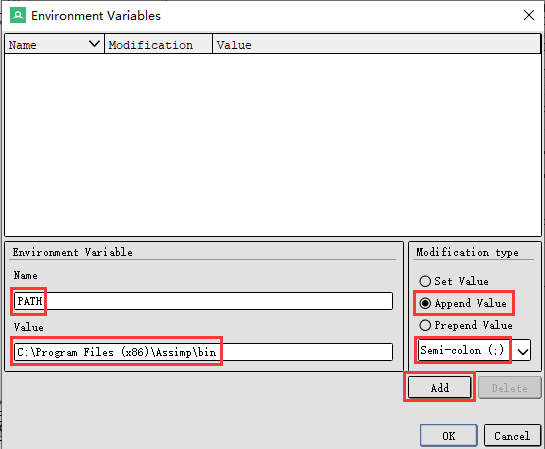 Environment Variables
Name Modification Value
Environment Variable
Name
PATH
Value
C:\Program Files (x86)\Assimp\bin
Modification type
Set Value
Append Value
Prepend Value
Semi-colon (;)
Add Delete
OK Cancel